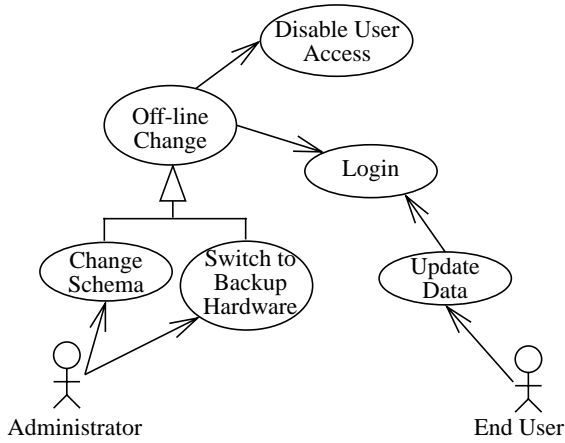 Disable User
Access
Off-line
Change
Login
Change
Schema
Switch to
Backup
Hardware
Update
Data
Administrator
End User